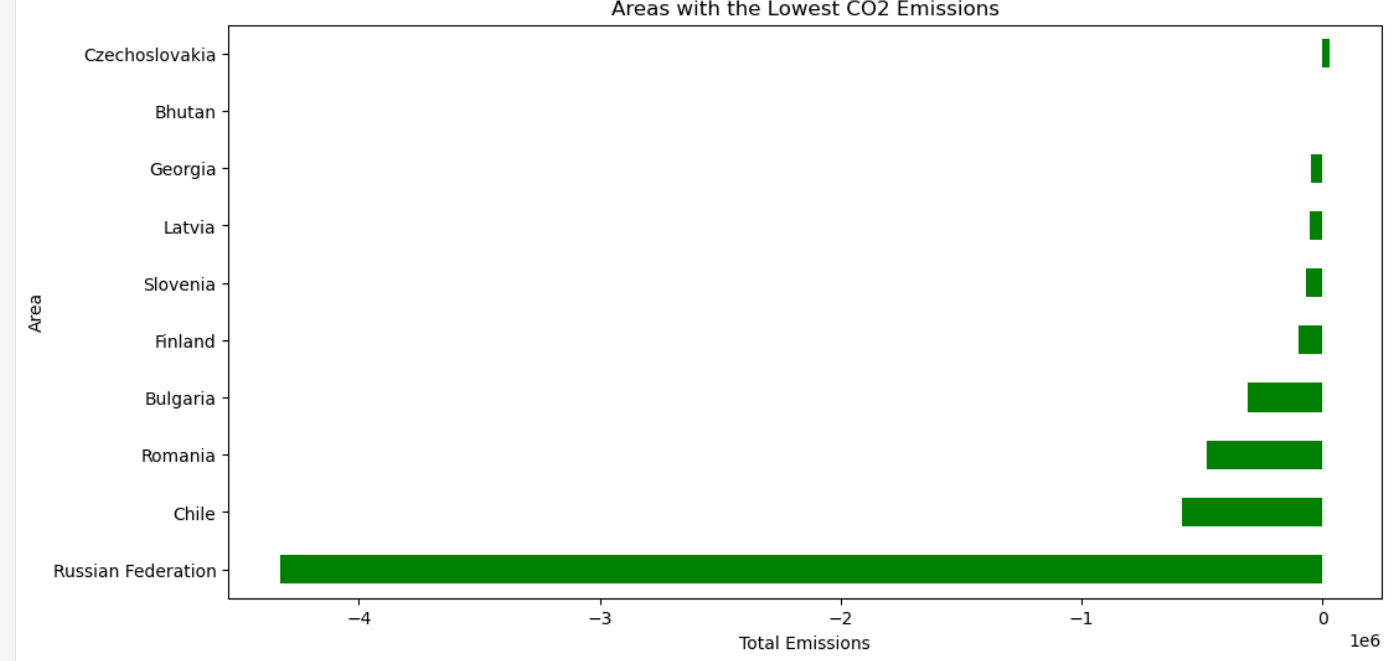 Areas with the Lowest CO2 Emissions
Czechoslovakia
Bhutan
Georgia
Latvia
Slovenia
Finland
Bulgaria
Romania
Chile
Russian Federation
Area
−4 −3 −2 −1 0
1e6
Total Emissions